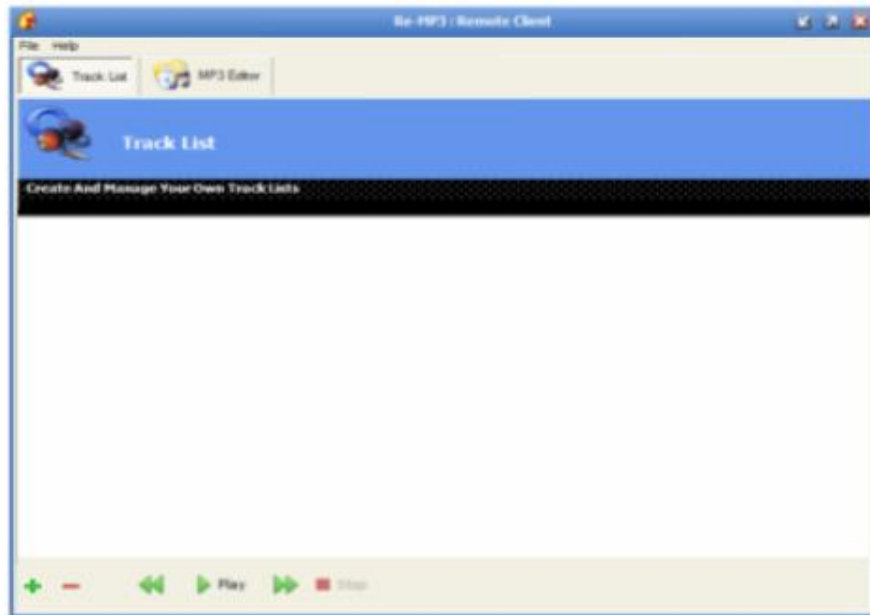 Re-MP3 : Remote Client
File Help
Track List MP3 Editor
Track List
Create And Manage Your Own Track Lists
Play Stop